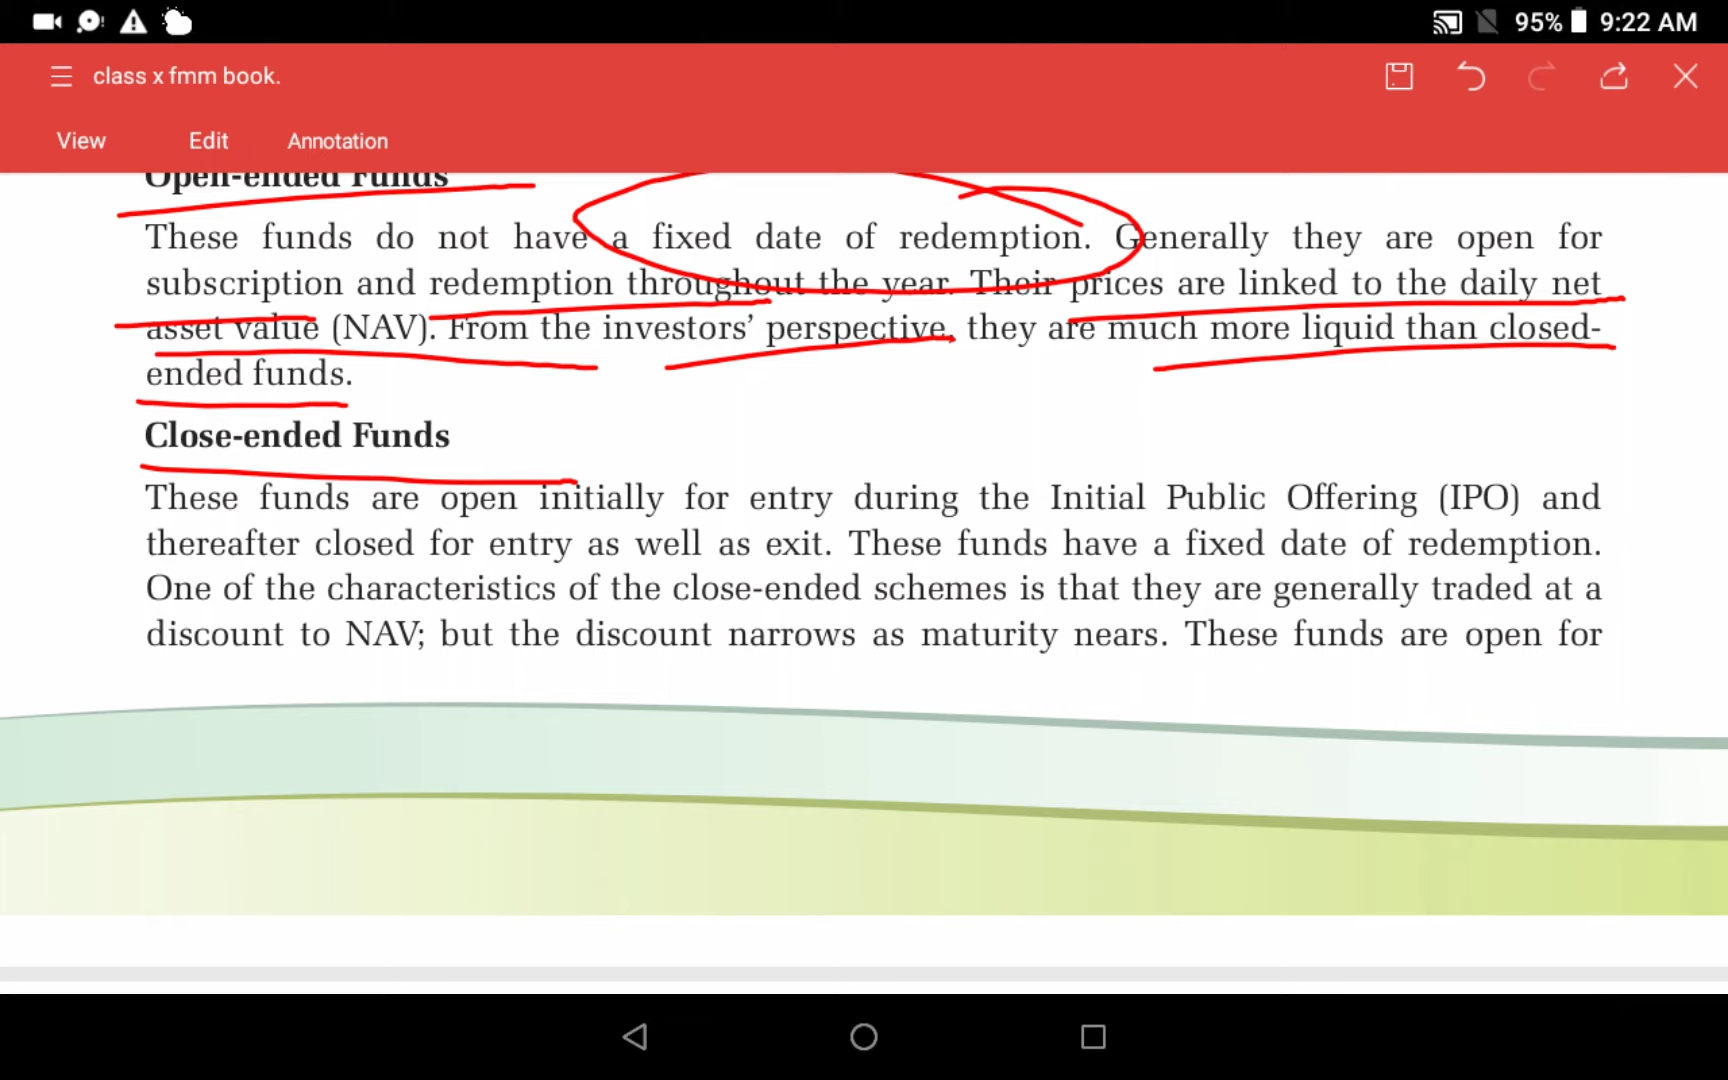 95% 9:22 AM
class x fmm book.
View Edit Annotation
Open-ended Funds
These funds do not have a fixed date of redemption. Generally they are open for
subscription and redemption throughout the year. Their prices are linked to the daily net
asset value (NAV). From the investors’ perspective, they are much more liquid than closed-
ended funds.
Close-ended Funds
These funds are open initially for entry during the Initial Public Offering (IPO) and
thereafter closed for entry as well as exit. These funds have a fixed date of redemption.
One of the characteristics of the close-ended schemes is that they are generally traded at a
discount to NAV; but the discount narrows as maturity nears. These funds are open for